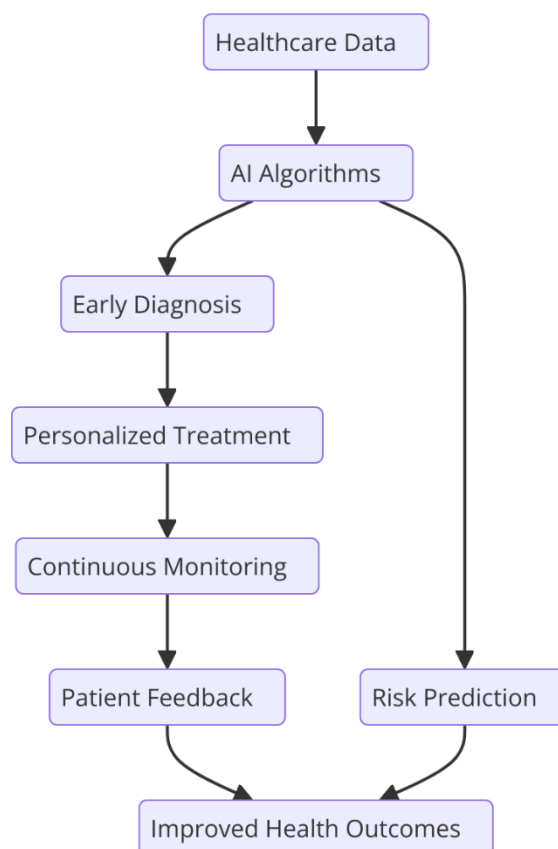 Healthcare Data
AI Algorithms
Early Diagnosis
Personalized Treatment
Continuous Monitoring
Patient Feedback
Risk Prediction
Improved Health Outcomes